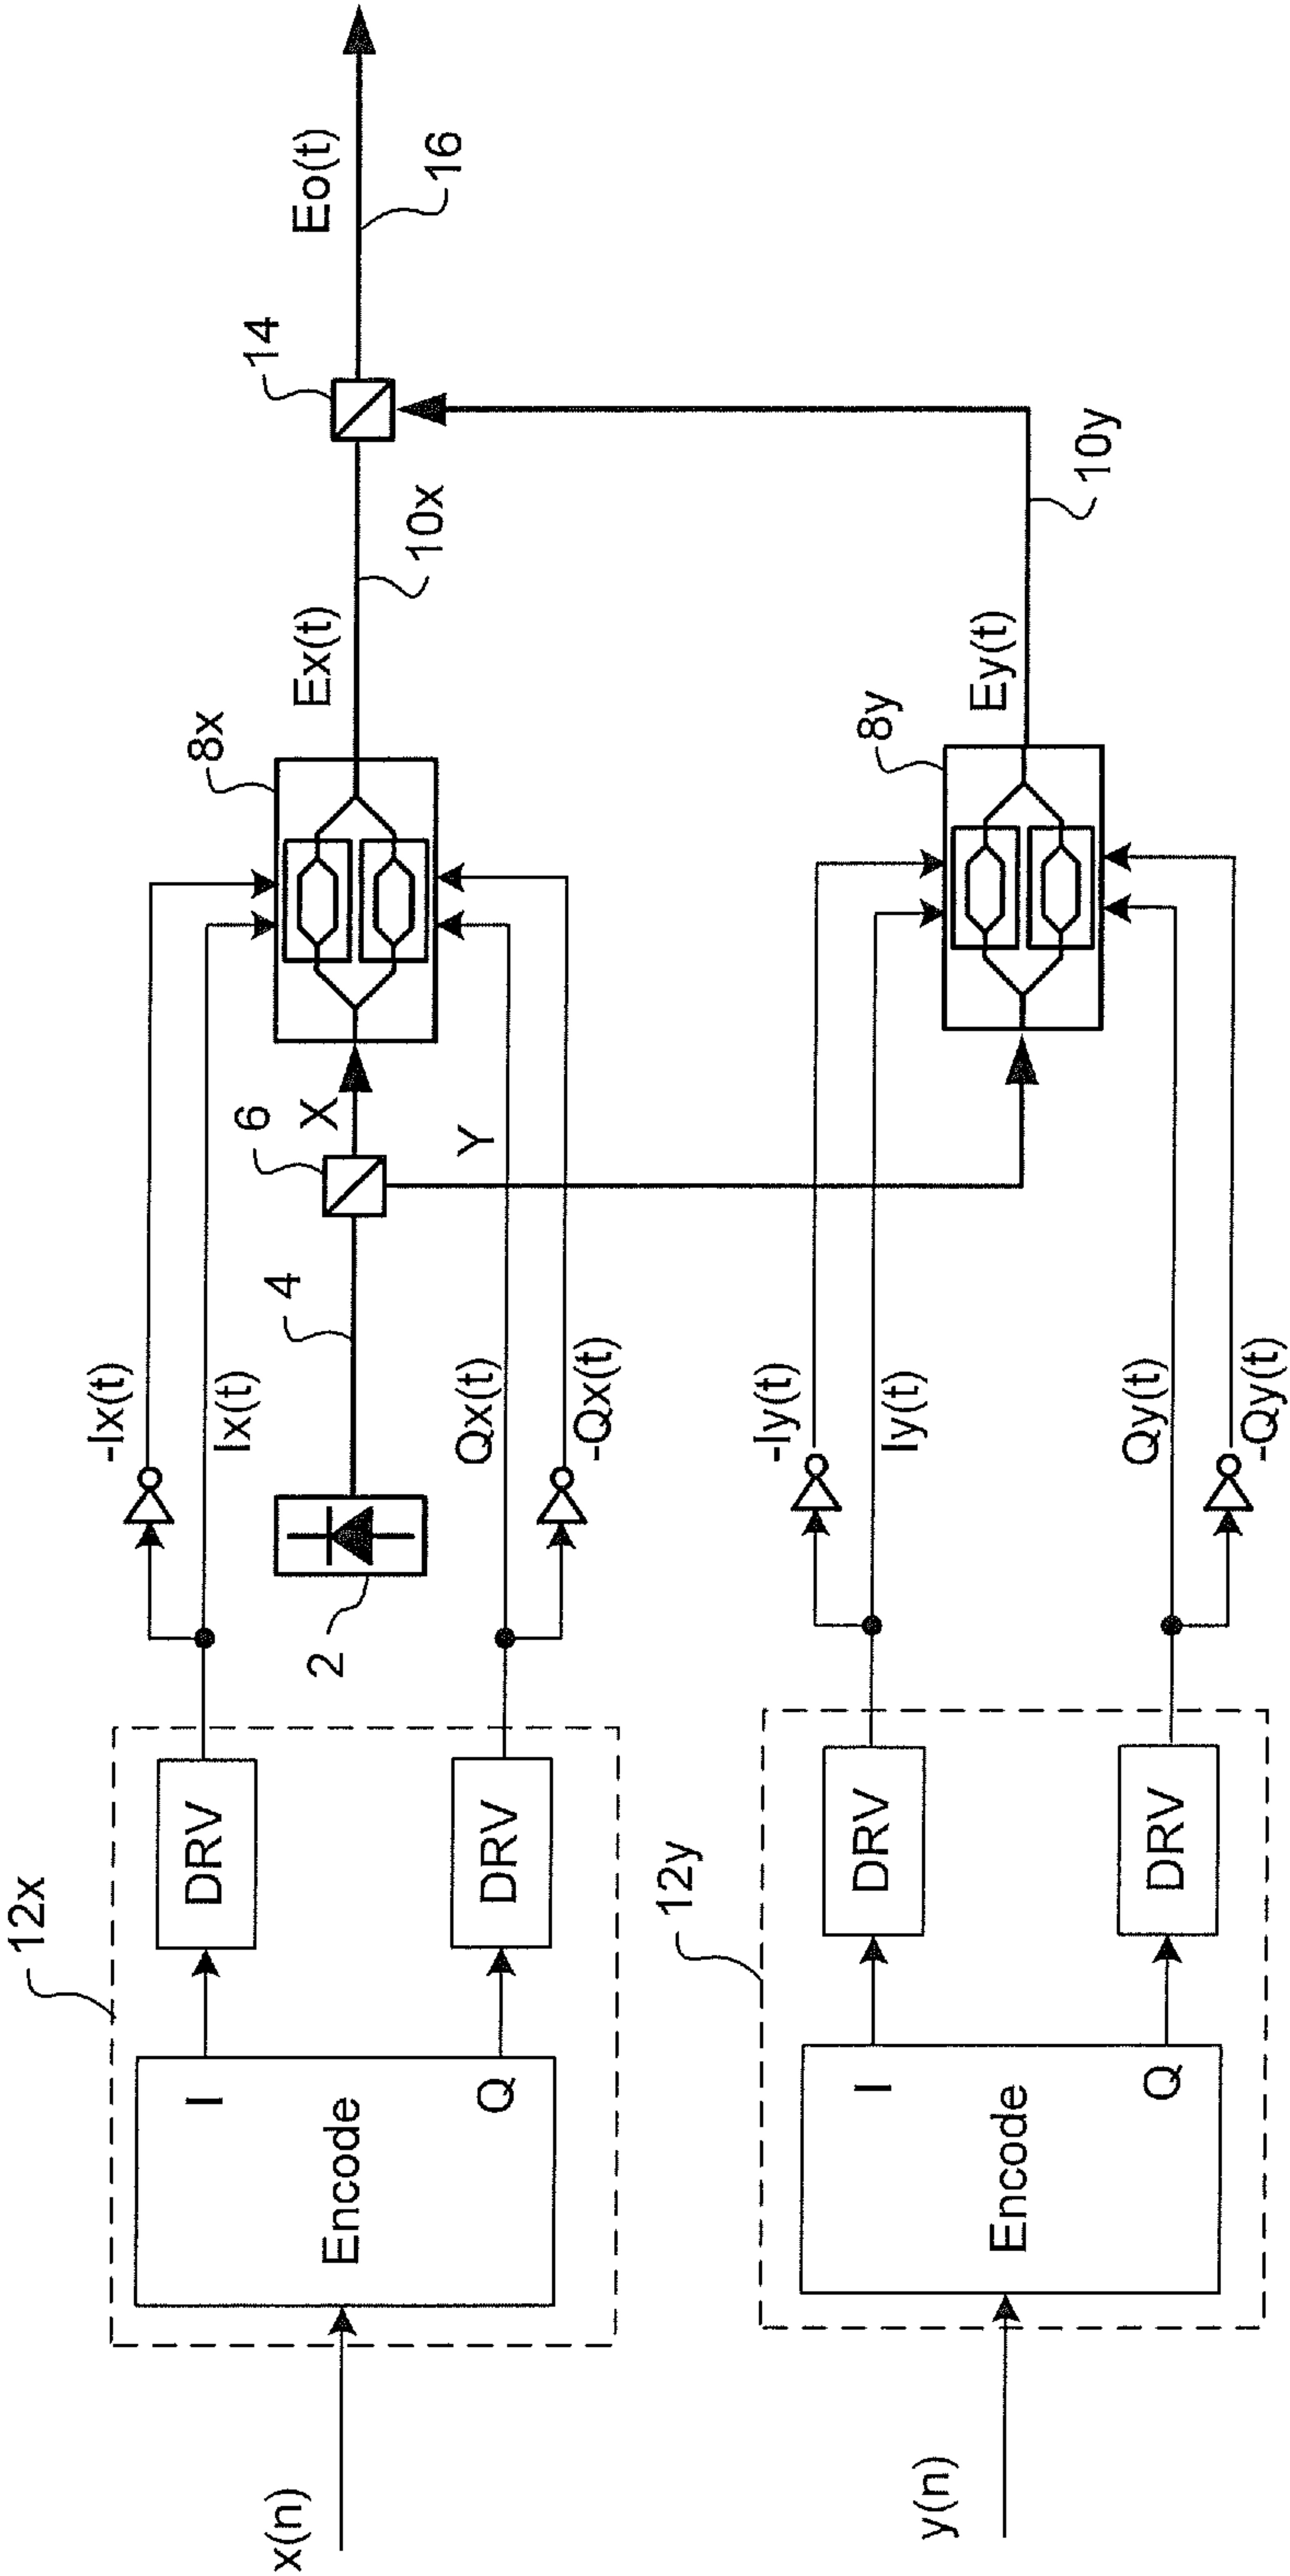 x(n)
12x
Encode
I
Q
DRV
DRV
-Ix(t)
Ix(t)
2
4
6
X
Y
Qx(t)
-Qx(t)
8x
Ex(t)
10x
14
Eo(t)
16
y(n)
12y
Encode
I
Q
DRV
DRV
-Iy(t)
Iy(t)
Qy(t)
-Qy(t)
8y
Ey(t)
10y